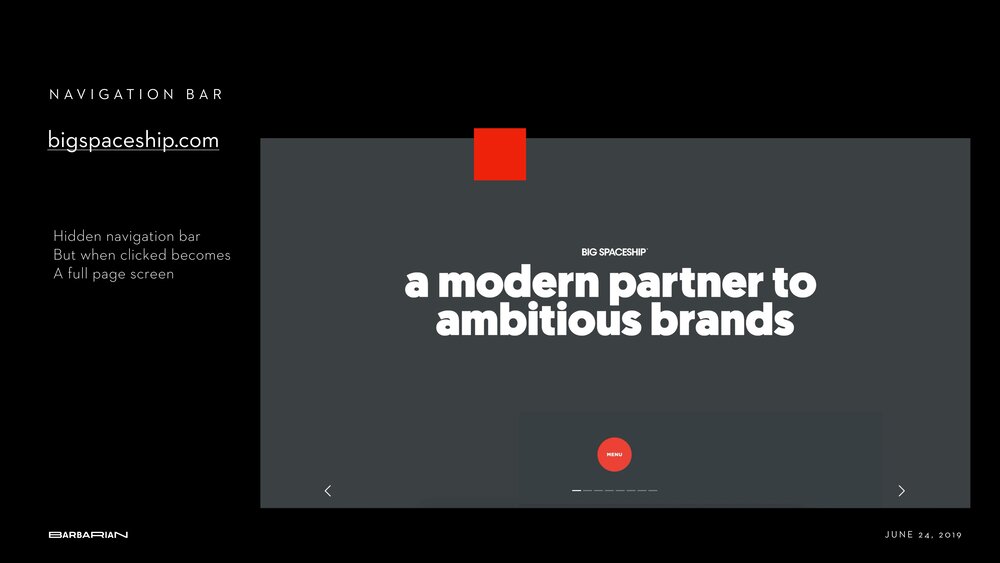 NAVIGATION BAR
bigspaceship.com
Hidden navigation bar
But when clicked becomes
A full page screen
BIG SPACESHIP
a modern partner to
ambitious brands
MENU
BARBARIAN
JUNE 24, 2019